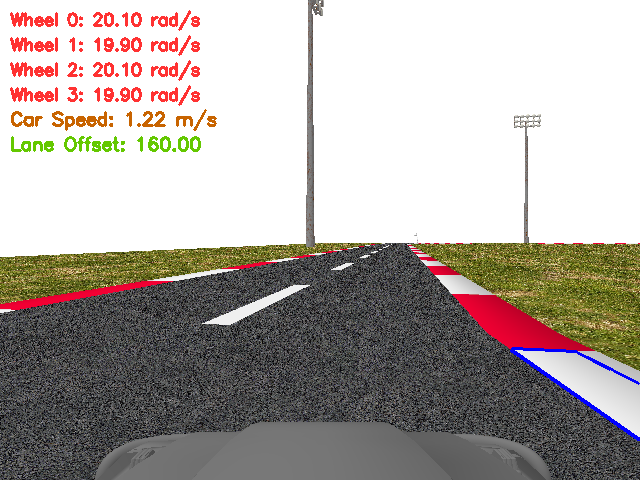 Wheel 0: 20.10 rad/s
Wheel 1: 19.90 rad/s
Wheel 2: 20.10 rad/s
Wheel 3: 19.90 rad/s
Car Speed: 1.22 m/s
Lane Offset: 160.00